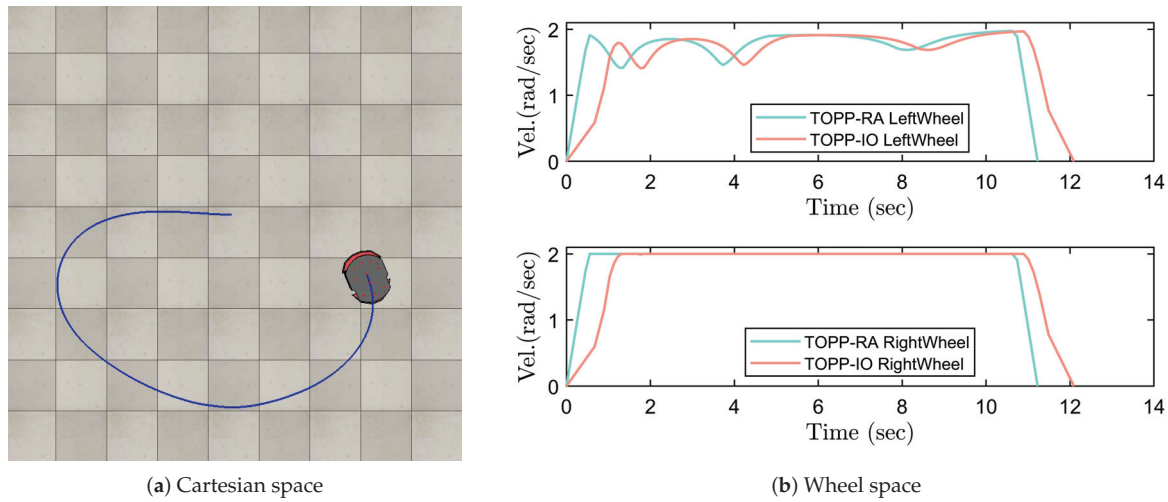 2
1
0
Vel.(rad/sec)
TOPP-RA LeftWheel
TOPP-IO LeftWheel
0 2 4 6 8 10 12 14
Time (sec)
2
1
0
Vel.(rad/sec)
TOPP-RA RightWheel
TOPP-IO RightWheel
0 2 4 6 8 10 12 14
Time (sec)
(a) Cartesian space
(b) Wheel space